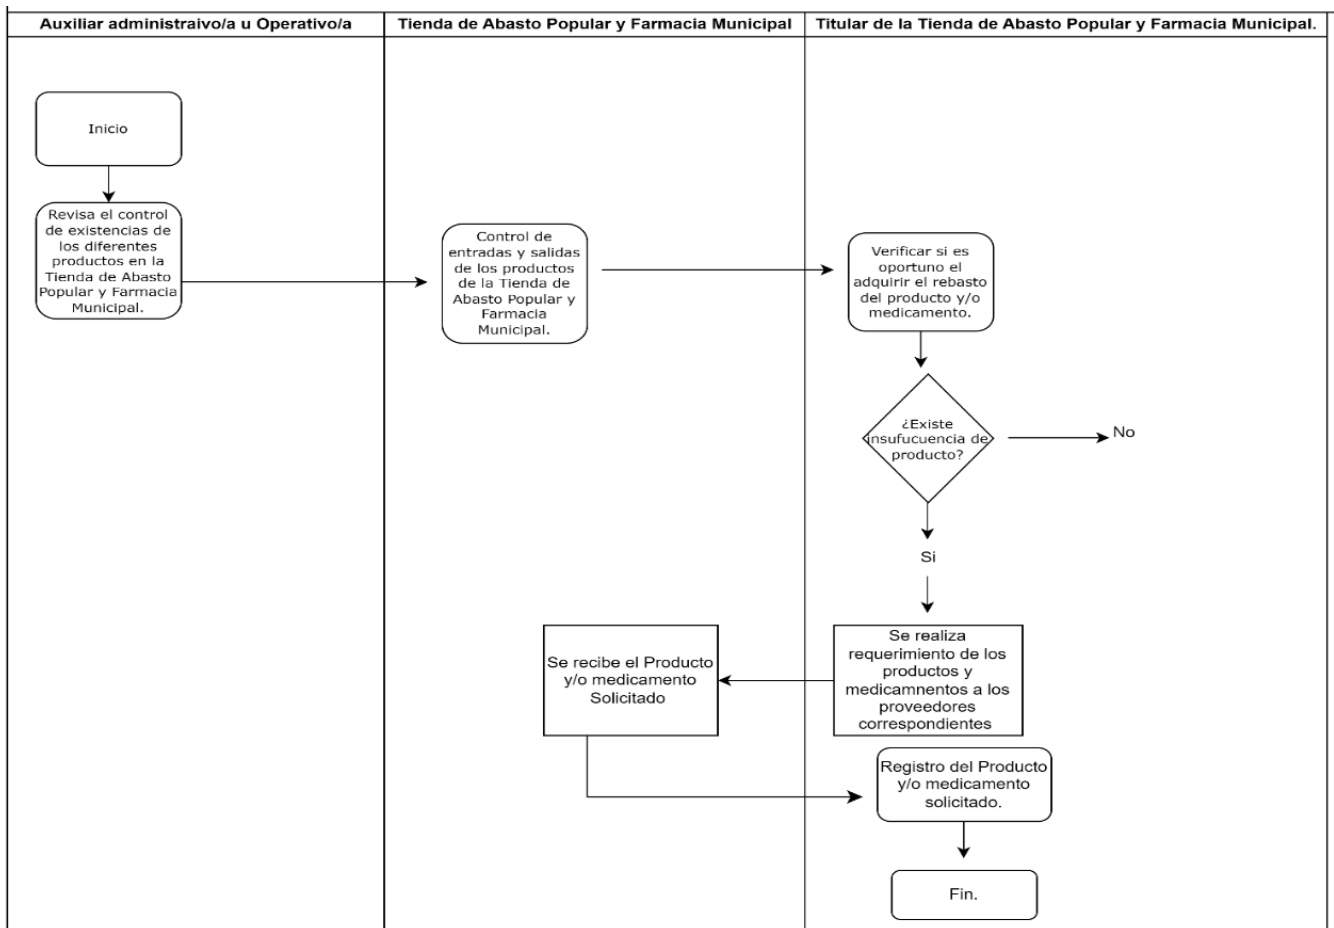 Auxiliar administraivo/a u Operativo/a
Tienda de Abasto Popular y Farmacia Municipal
Titular de la Tienda de Abasto Popular y Farmacia Municipal.
Inicio
Revisa el control
de existencias de
los diferentes
productos en la
Tienda de Abasto
Popular y Farmacia
Municipal.
Control de
entradas y salidas
de los productos
de la Tienda de
Abasto Popular y
Farmacia
Municipal.
Verificar si es
oportuno el
adquirir el rebasto
del producto y/o
medicamento.
¿Existe
insufucuencia de
producto?
No
Si
Se realiza
requerimiento de los
productos y
medicamnentos a los
proveedores
correspondientes
Se recibe el Producto
y/o medicamento
Solicitado
Registro del Producto
y/o medicamento
solicitado.
Fin.